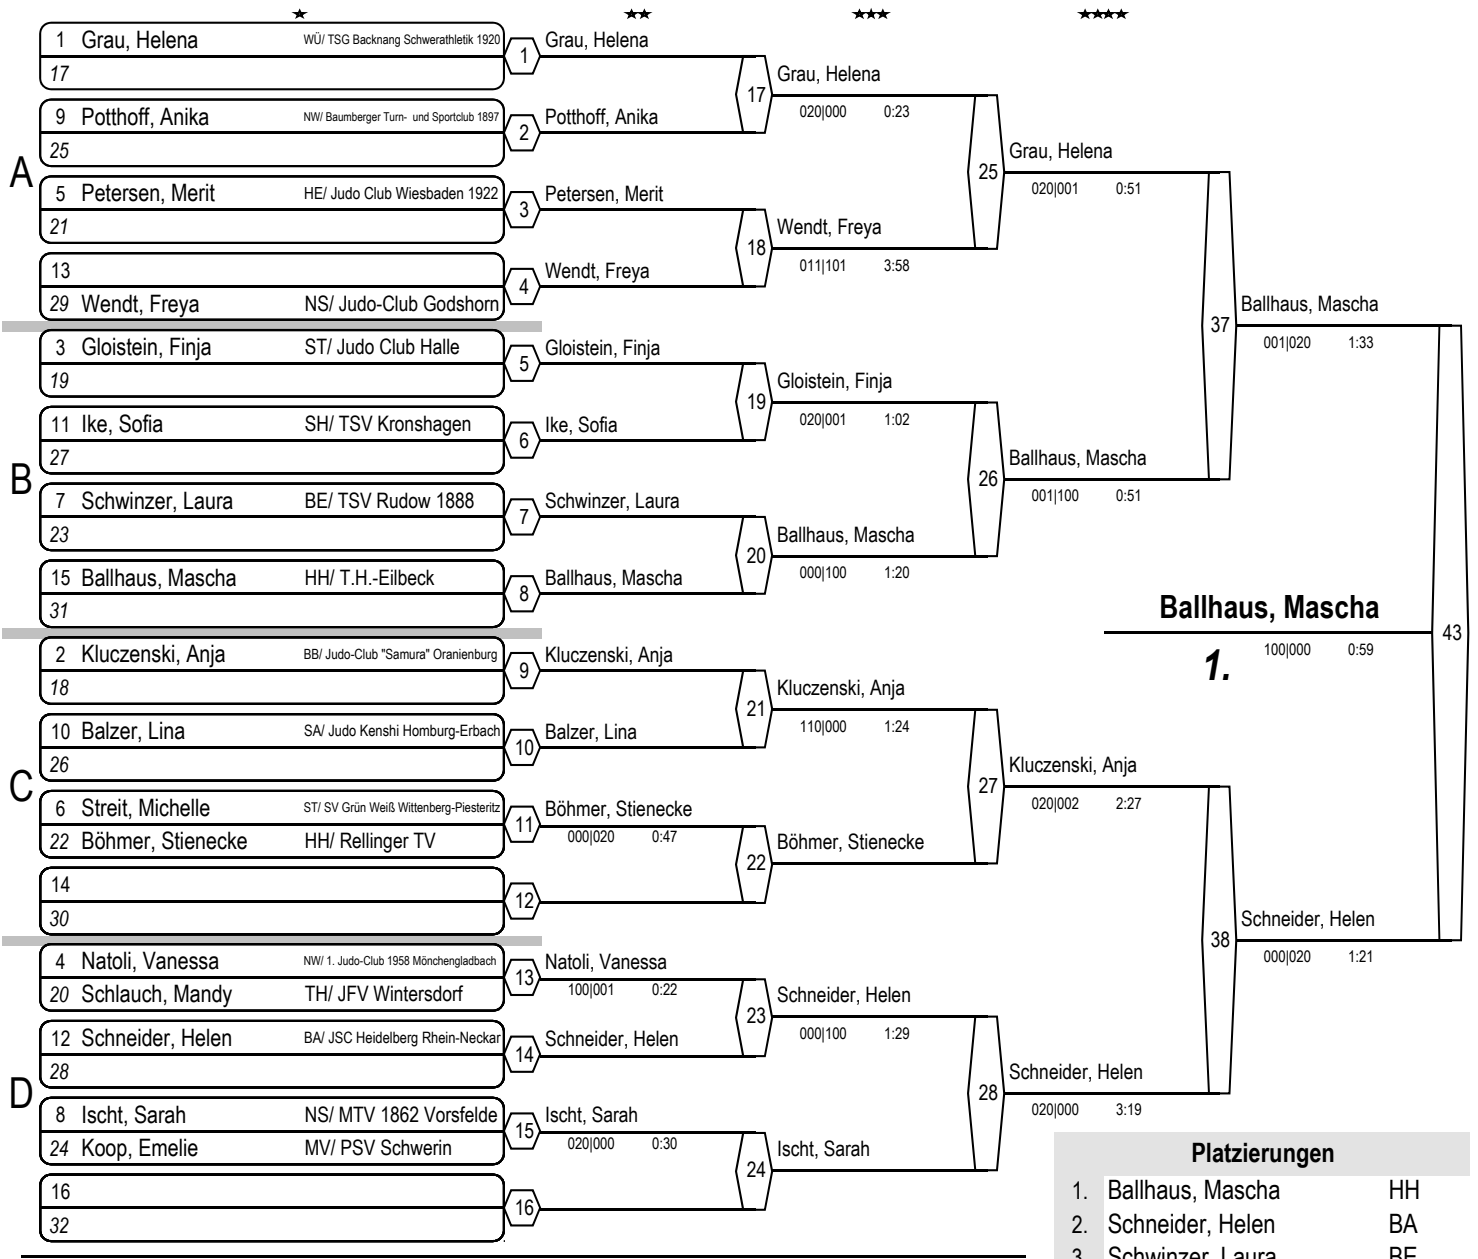 ★ ★★ ★★★ ★★★★
A
1 Grau, Helena WÜ/ TSG Backnang Schwerathletik 1920
17
9 Potthoff, Anika NW/ Baumberger Turn- und Sportclub 1897
25
5 Petersen, Merit HE/ Judo Club Wiesbaden 1922
21
13
29 Wendt, Freya NS/ Judo-Club Godshorn
B
3 Gloistein, Finja ST/ Judo Club Halle
19
11 Ike, Sofia SH/ TSV Kronshagen
27
7 Schwinzer, Laura BE/ TSV Rudow 1888
23
15 Ballhaus, Mascha HH/ T.H.-Eilbeck
31
C
2 Kluczenski, Anja BB/ Judo-Club "Samura" Oranienburg
18
10 Balzer, Lina SA/ Judo Kenshi Homburg-Erbach
26
6 Streit, Michelle ST/ SV Grün Weiß Wittenberg-Piesteritz
22 Böhmer, Stienecke HH/ Rellinger TV
14
30
D
4 Natoli, Vanessa NW/ 1. Judo-Club 1958 Mönchengladbach
20 Schlauch, Mandy TH/ JFV Wintersdorf
12 Schneider, Helen BA/ JSC Heidelberg Rhein-Neckar
28
8 Ischt, Sarah NS/ MTV 1862 Vorsfelde
24 Koop, Emelie MV/ PSV Schwerin
16
32
1 Grau, Helena
2 Potthoff, Anika
3 Petersen, Merit
4 Wendt, Freya
5 Gloistein, Finja
6 Ike, Sofia
7 Schwinzer, Laura
8 Ballhaus, Mascha
9 Kluczenski, Anja
10 Balzer, Lina
11 Böhmer, Stienecke
000|020 0:47
12
13 Natoli, Vanessa
100|001 0:22
14 Schneider, Helen
15 Ischt, Sarah
020|000 0:30
16
17 Grau, Helena
020|000 0:23
18 Wendt, Freya
011|101 3:58
19 Gloistein, Finja
020|001 1:02
20 Ballhaus, Mascha
000|100 1:20
21 Kluczenski, Anja
110|000 1:24
22 Böhmer, Stienecke
23 Schneider, Helen
000|100 1:29
24 Ischt, Sarah
25 Grau, Helena
020|001 0:51
26 Ballhaus, Mascha
001|100 0:51
27 Kluczenski, Anja
020|002 2:27
28 Schneider, Helen
020|000 3:19
37 Ballhaus, Mascha
001|020 1:33
38 Schneider, Helen
000|020 1:21
Ballhaus, Mascha 43
1. 100|000 0:59
Platzierungen
1. Ballhaus, Mascha HH
2. Schneider, Helen BA
3. Schwinzer, Laura BE